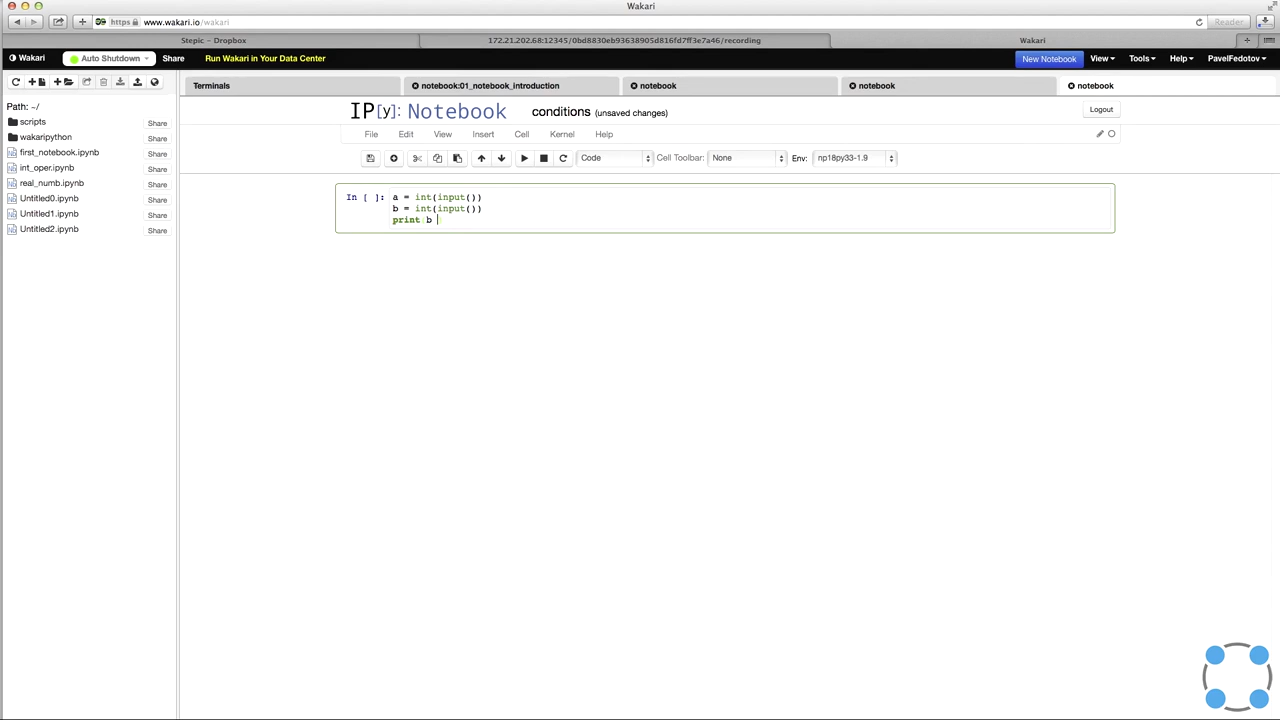 Wakari
https www.wakari.io/wakari
Reader
Stepic – Dropbox
172.21.202.68:12345/0bd8830eb93638905d816fd7ff3e7a46/recording
Wakari
Wakari
Auto Shutdown
Share
Run Wakari in Your Data Center
New Notebook
View
Tools
Help
PavelFedotov
Terminals
notebook:01_notebook_introduction
notebook
notebook
notebook
Path: ~/
scripts Share
wakaripython Share
first_notebook.ipynb Share
int_oper.ipynb Share
real_numb.ipynb Share
Untitled0.ipynb Share
Untitled1.ipynb Share
Untitled2.ipynb Share
IP[y]: Notebook conditions (unsaved changes)
Logout
File Edit View Insert Cell Kernel Help
Code Cell Toolbar: None Env: np18py33-1.9
In [ ]: a = int(input())
b = int(input())
print(b )